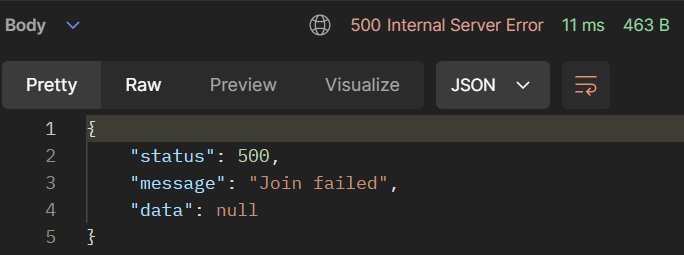 Body 500 Internal Server Error 11 ms 463 B
Pretty Raw Preview Visualize JSON
1 {
2 "status": 500,
3 "message": "Join failed",
4 "data": null
5 }